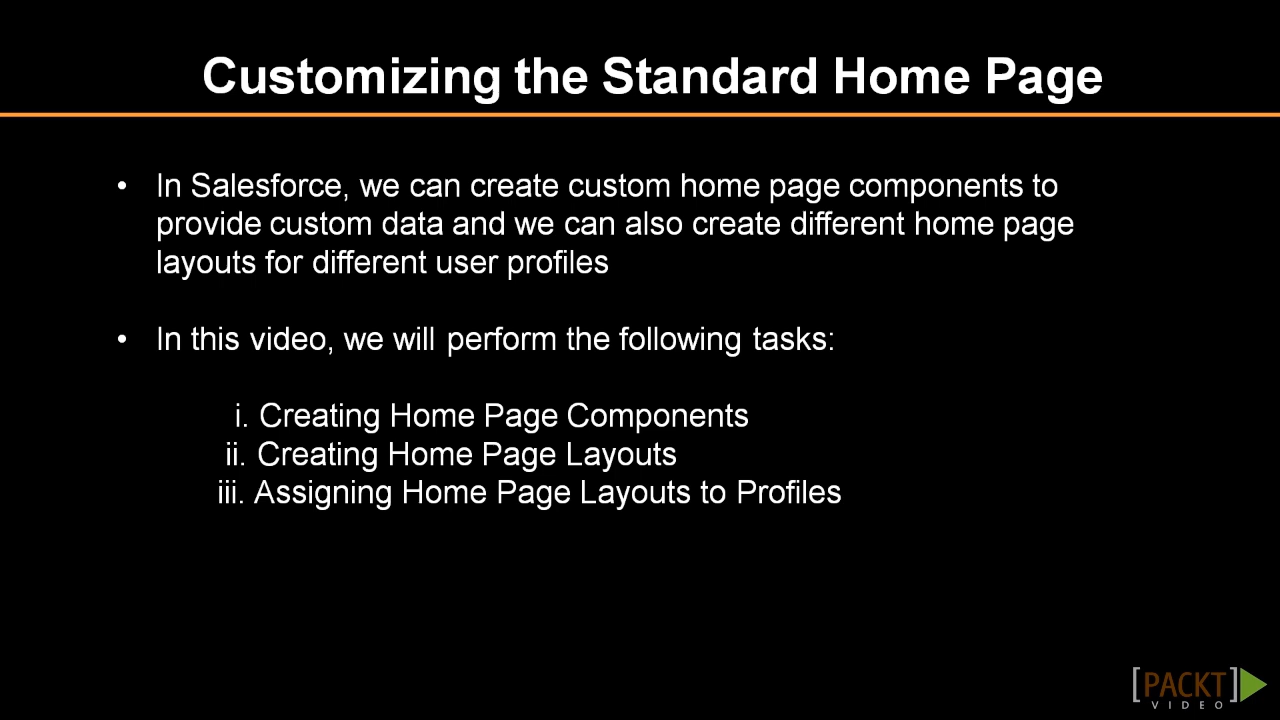 Customizing the Standard Home Page
• In Salesforce, we can create custom home page components to
provide custom data and we can also create different home page
layouts for different user profiles
• In this video, we will perform the following tasks:
i. Creating Home Page Components
ii. Creating Home Page Layouts
iii. Assigning Home Page Layouts to Profiles
[PACKT]
VIDEO